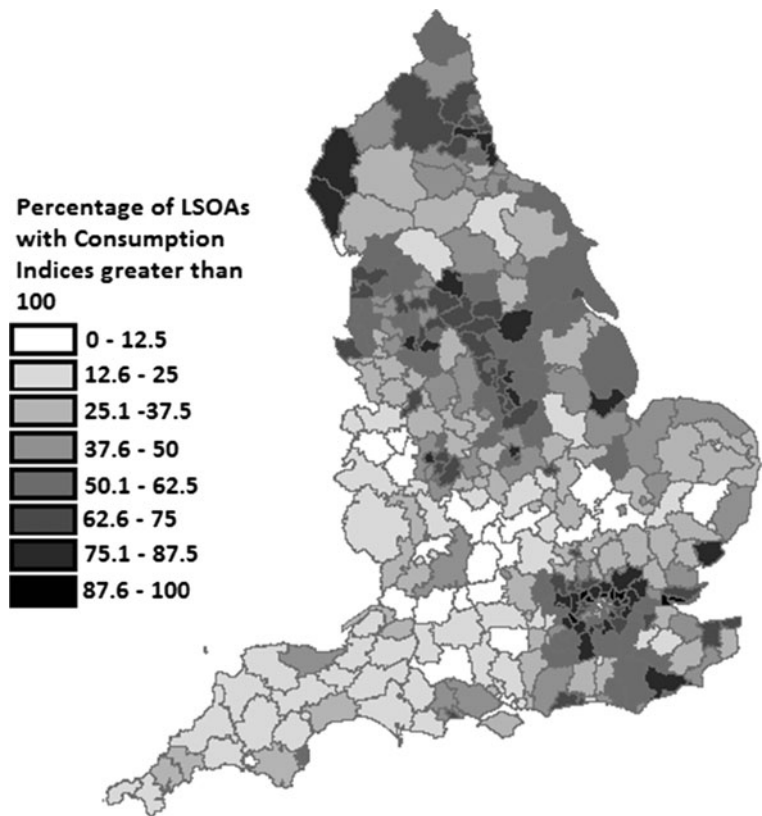 Percentage of LSOAs
with Consumption
Indices greater than
100
0 - 12.5
12.6 - 25
25.1 -37.5
37.6 - 50
50.1 - 62.5
62.6 - 75
75.1 - 87.5
87.6 - 100